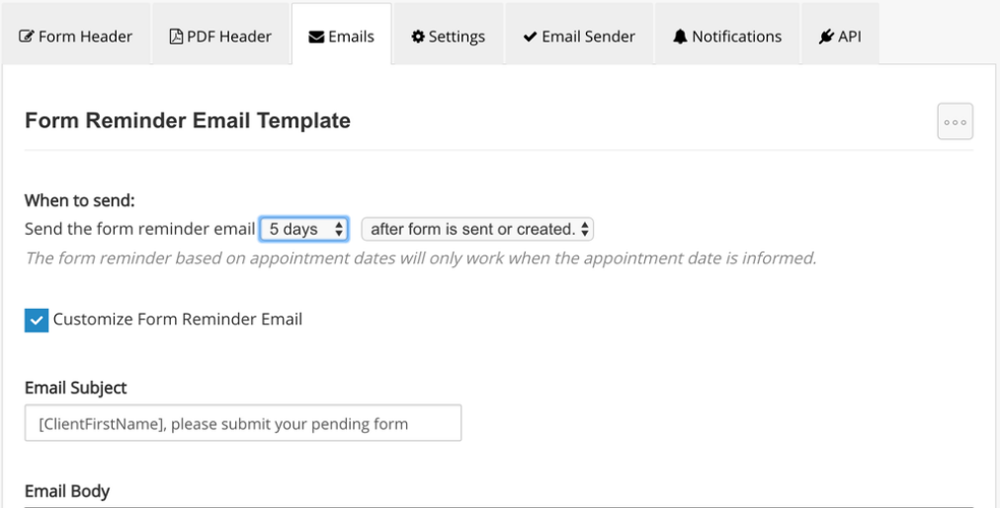 Form Header PDF Header Emails Settings Email Sender Notifications API
Form Reminder Email Template
When to send:
Send the form reminder email 5 days after form is sent or created.
The form reminder based on appointment dates will only work when the appointment date is informed.
Customize Form Reminder Email
Email Subject
[ClientFirstName], please submit your pending form
Email Body